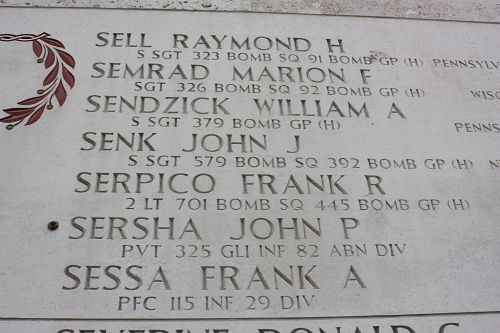 SELL RAYMOND H
S SGT 323 BOMB SQ 91 BOMB GP (H) PENNSYLV
SEMRAD MARION F
SGT 326 BOMB SQ 92 BOMB GP (H) WISC
SENDZICK WILLIAM A
S SGT 379 BOMB GP (H) PENNS
SENK JOHN J
S SGT 579 BOMB SQ 392 BOMB GP (H)
SERPICO FRANK R
2 LT 701 BOMB SQ 445 BOMB GP (H)
SERSHA JOHN P
PVT 325 GLI INF 82 ABN DIV
SESSA FRANK A
PFC 115 INF 29 DIV
SEVERINE DONALD C